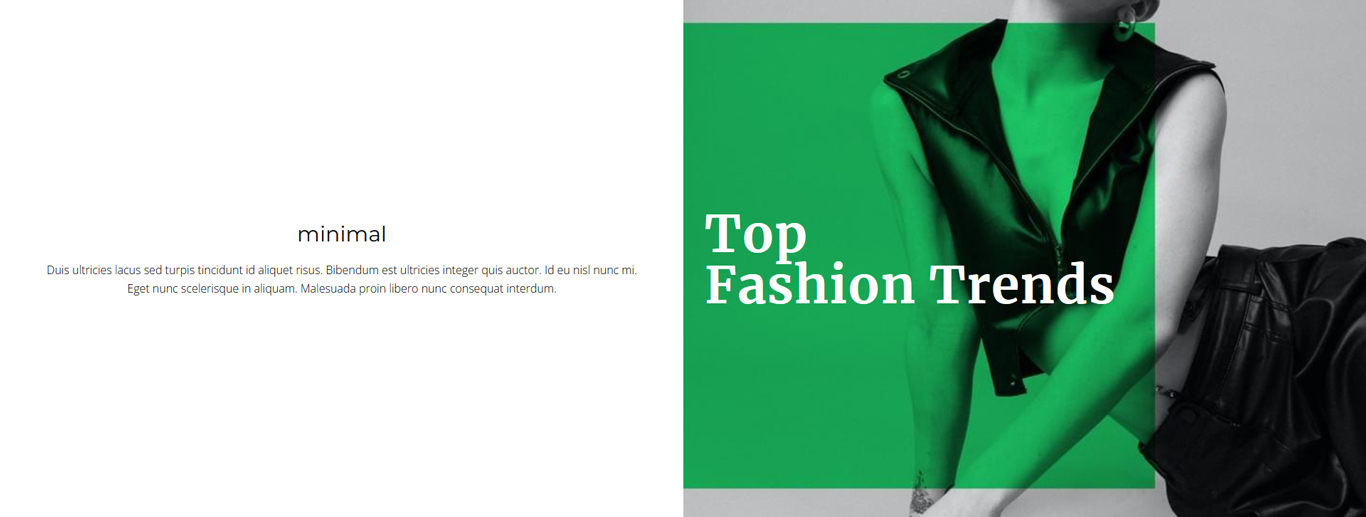 minimal
Duis ultricies lacus sed turpis tincidunt id aliquet risus. Bibendum est ultricies integer quis auctor. Id eu nisl nunc mi.
Eget nunc scelerisque in aliquam. Malesuada proin libero nunc consequat interdum.
Top
Fashion Trends